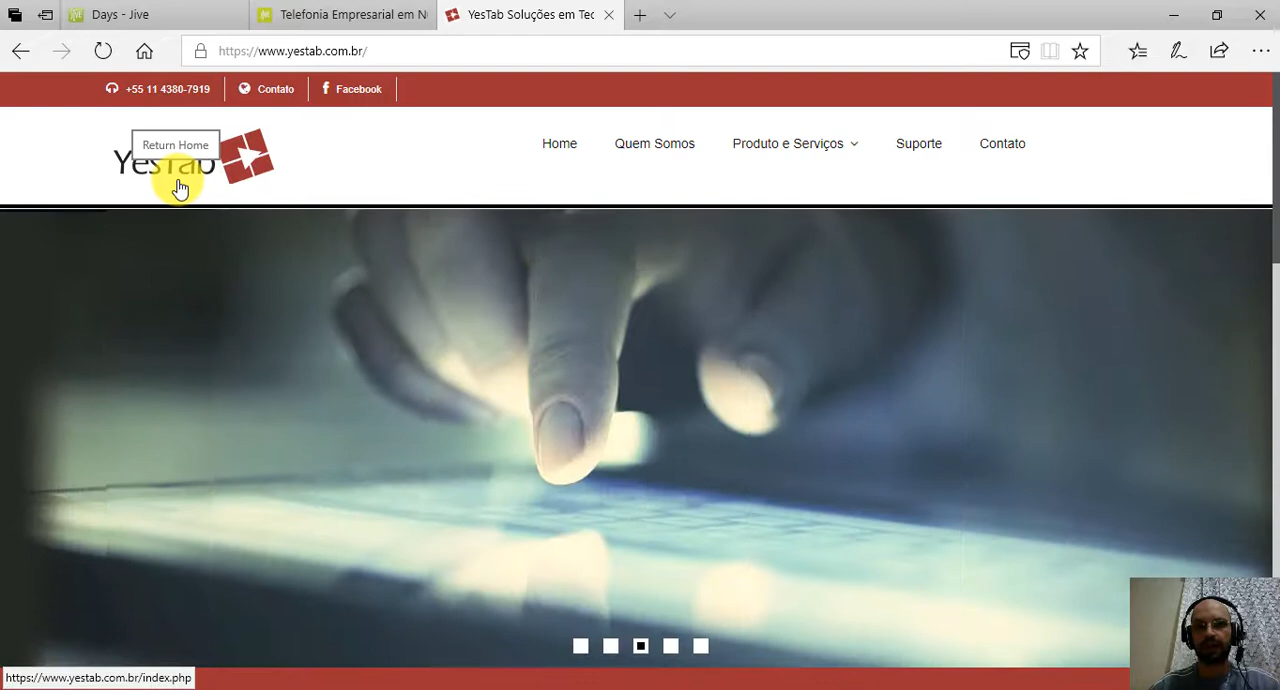 Days - Jive
Telefonia Empresarial em N
YesTab Soluções em Tec
https://www.yestab.com.br/
+55 11 4380-7919
Contato
Facebook
Return Home
YesTab
Home
Quem Somos
Produto e Serviços
Suporte
Contato
https://www.yestab.com.br/index.php